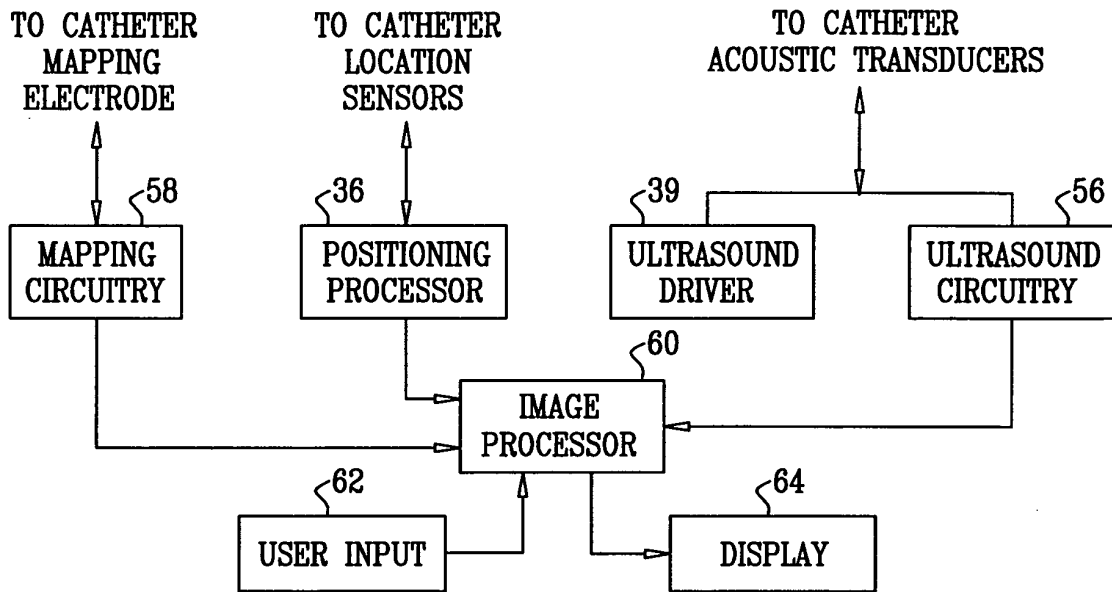 TO CATHETER
MAPPING
ELECTRODE
TO CATHETER
LOCATION
SENSORS
TO CATHETER
ACOUSTIC TRANSDUCERS
58
MAPPING
CIRCUITRY
36
POSITIONING
PROCESSOR
39
ULTRASOUND
DRIVER
56
ULTRASOUND
CIRCUITRY
60
IMAGE
PROCESSOR
62
USER INPUT
64
DISPLAY